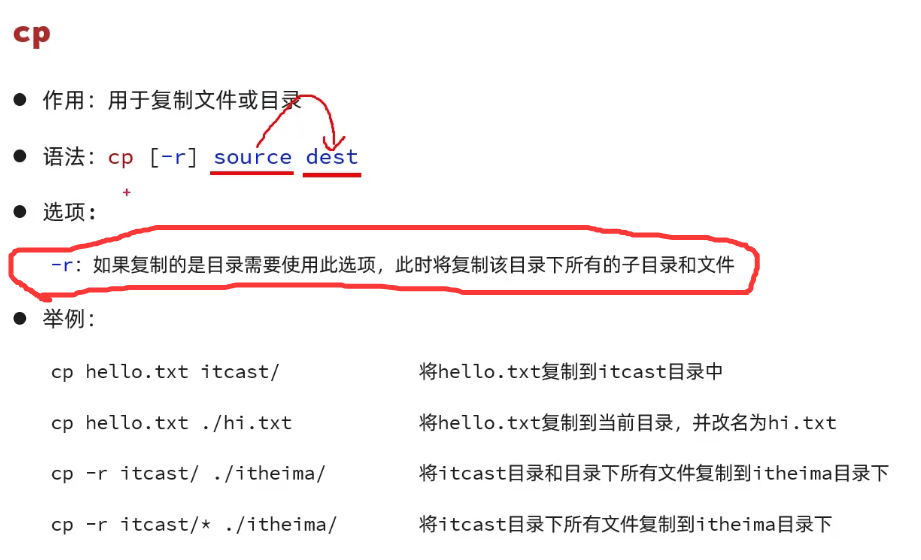 cp
● 作用：用于复制文件或目录
● 语法：cp [-r] source dest
● 选项：
-r：如果复制的是目录需要使用此选项，此时将复制该目录下所有的子目录和文件
● 举例：
cp hello.txt itcast/ 将hello.txt复制到itcast目录中
cp hello.txt ./hi.txt 将hello.txt复制到当前目录，并改名为hi.txt
cp -r itcast/ ./itheima/ 将itcast目录和目录下所有文件复制到itheima目录下
cp -r itcast/* ./itheima/ 将itcast目录下所有文件复制到itheima目录下